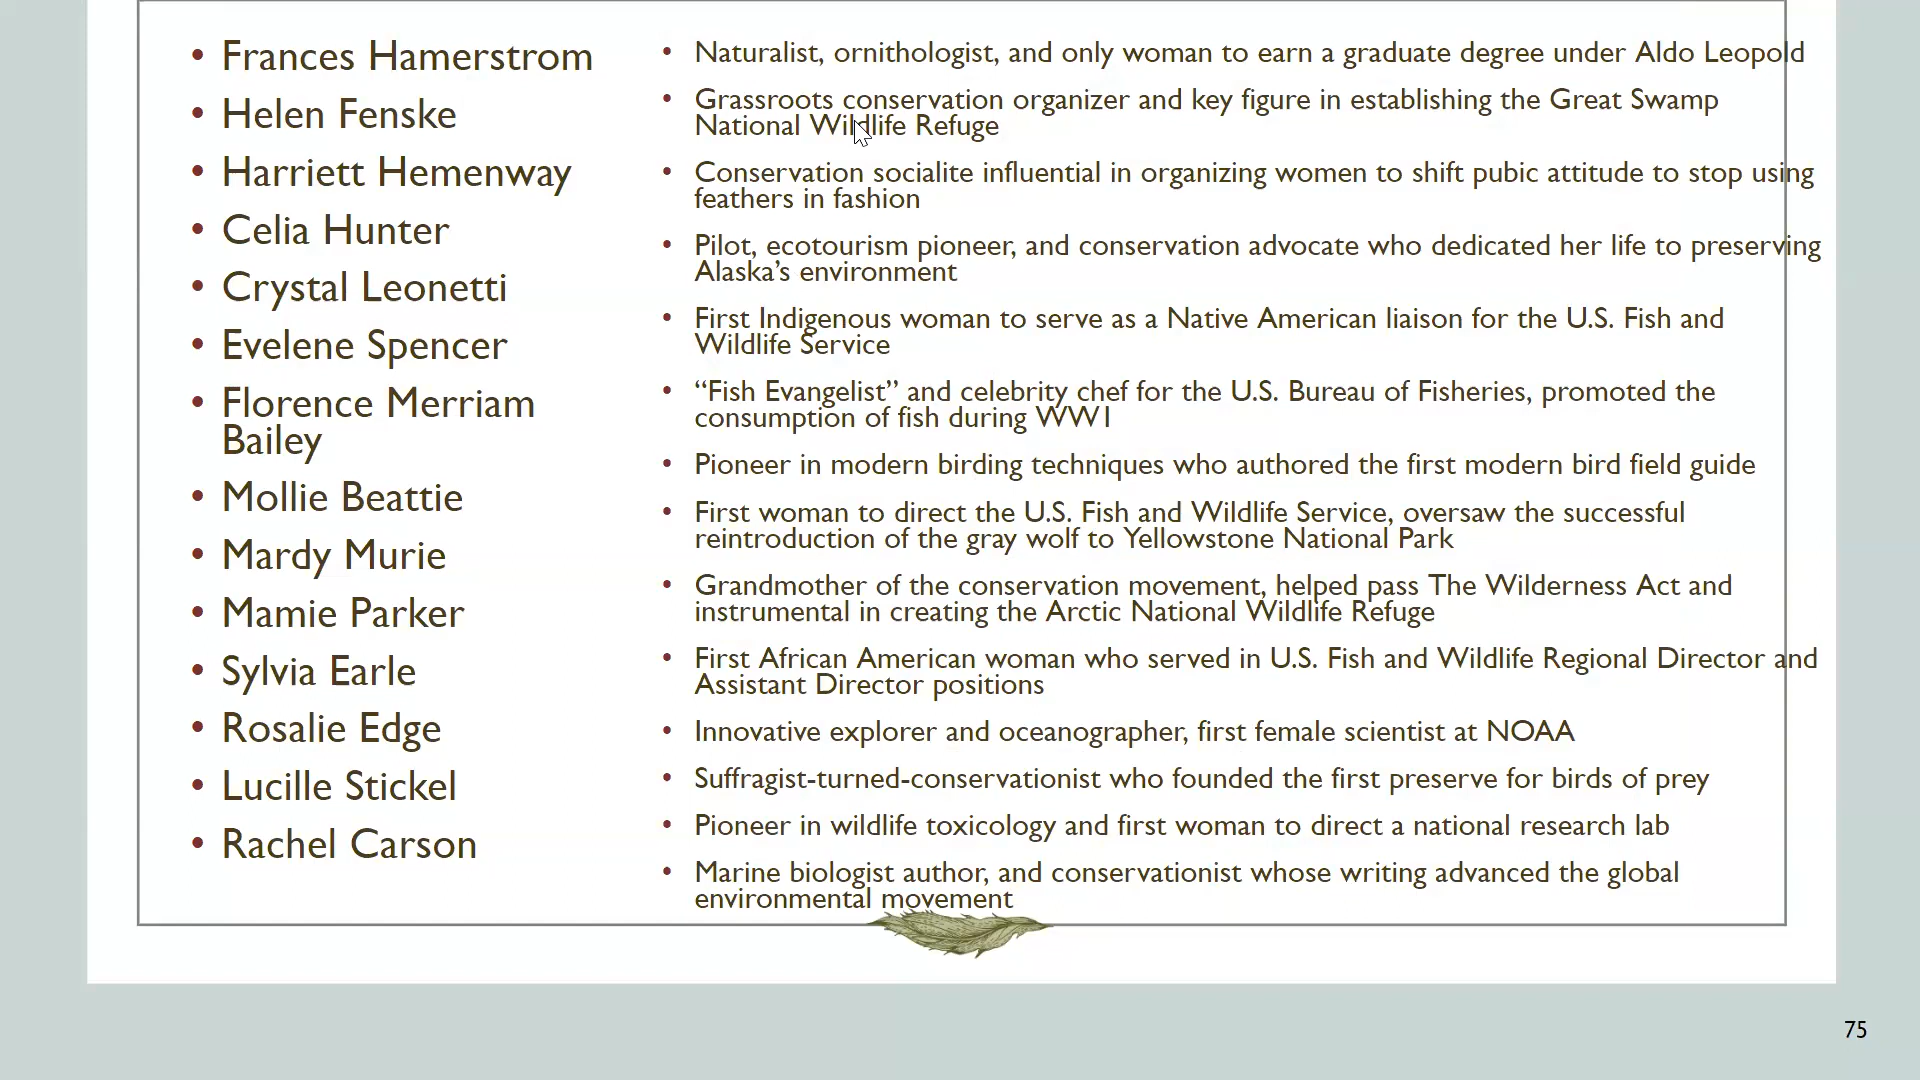 • Frances Hamerstrom
• Helen Fenske
• Harriett Hemenway
• Celia Hunter
• Crystal Leonetti
• Evelene Spencer
• Florence Merriam
Bailey
• Mollie Beattie
• Mardy Murie
• Mamie Parker
• Sylvia Earle
• Rosalie Edge
• Lucille Stickel
• Rachel Carson
• Naturalist, ornithologist, and only woman to earn a graduate degree under Aldo Leopold
• Grassroots conservation organizer and key figure in establishing the Great Swamp
National Wildlife Refuge
• Conservation socialite influential in organizing women to shift pubic attitude to stop using
feathers in fashion
• Pilot, ecotourism pioneer, and conservation advocate who dedicated her life to preserving
Alaska’s environment
• First Indigenous woman to serve as a Native American liaison for the U.S. Fish and
Wildlife Service
• “Fish Evangelist” and celebrity chef for the U.S. Bureau of Fisheries, promoted the
consumption of fish during WW1
• Pioneer in modern birding techniques who authored the first modern bird field guide
• First woman to direct the U.S. Fish and Wildlife Service, oversaw the successful
reintroduction of the gray wolf to Yellowstone National Park
• Grandmother of the conservation movement, helped pass The Wilderness Act and
instrumental in creating the Arctic National Wildlife Refuge
• First African American woman who served in U.S. Fish and Wildlife Regional Director and
Assistant Director positions
• Innovative explorer and oceanographer, first female scientist at NOAA
• Suffragist-turned-conservationist who founded the first preserve for birds of prey
• Pioneer in wildlife toxicology and first woman to direct a national research lab
• Marine biologist author, and conservationist whose writing advanced the global
environmental movement
75